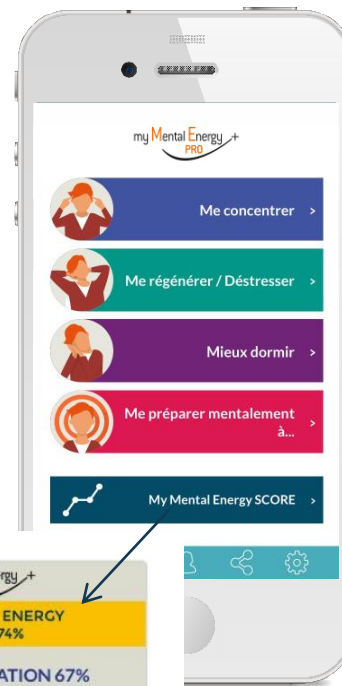 my Mental Energy +
PRO
Me concentrer >
Me régénérer / Déstresser >
Mieux dormir >
Me préparer mentalement
à... >
My Mental Energy SCORE >
ENERGY
74%
ATION 67%